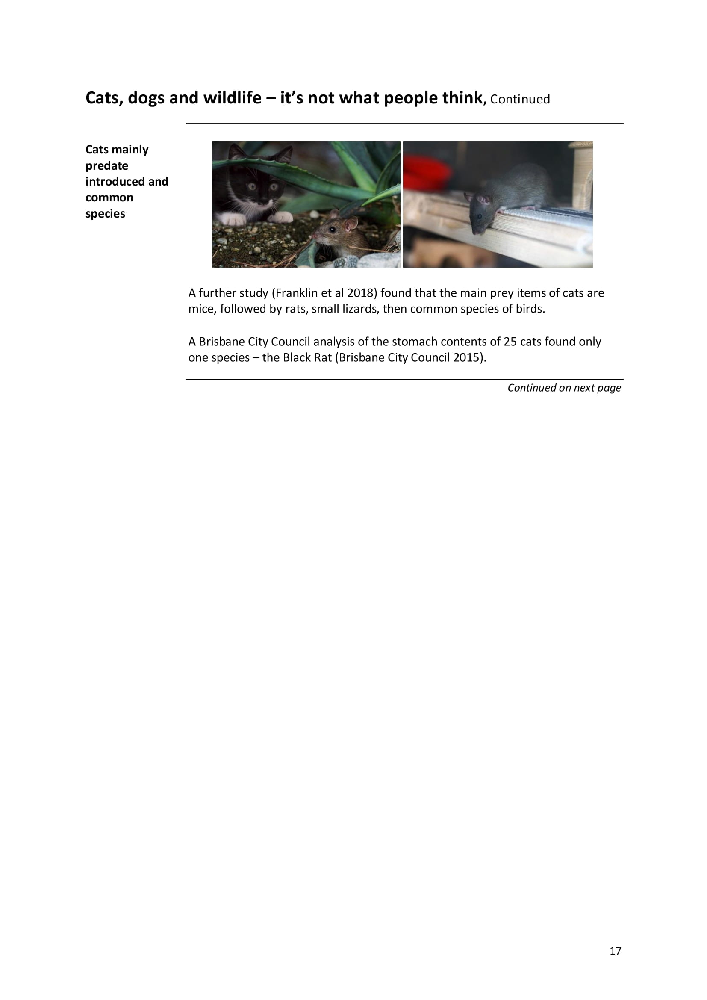 Cats, dogs and wildlife – it’s not what people think, Continued
Cats mainly
predate
introduced and
common
species
A further study (Franklin et al 2018) found that the main prey items of cats are
mice, followed by rats, small lizards, then common species of birds.
A Brisbane City Council analysis of the stomach contents of 25 cats found only
one species – the Black Rat (Brisbane City Council 2015).
Continued on next page
17